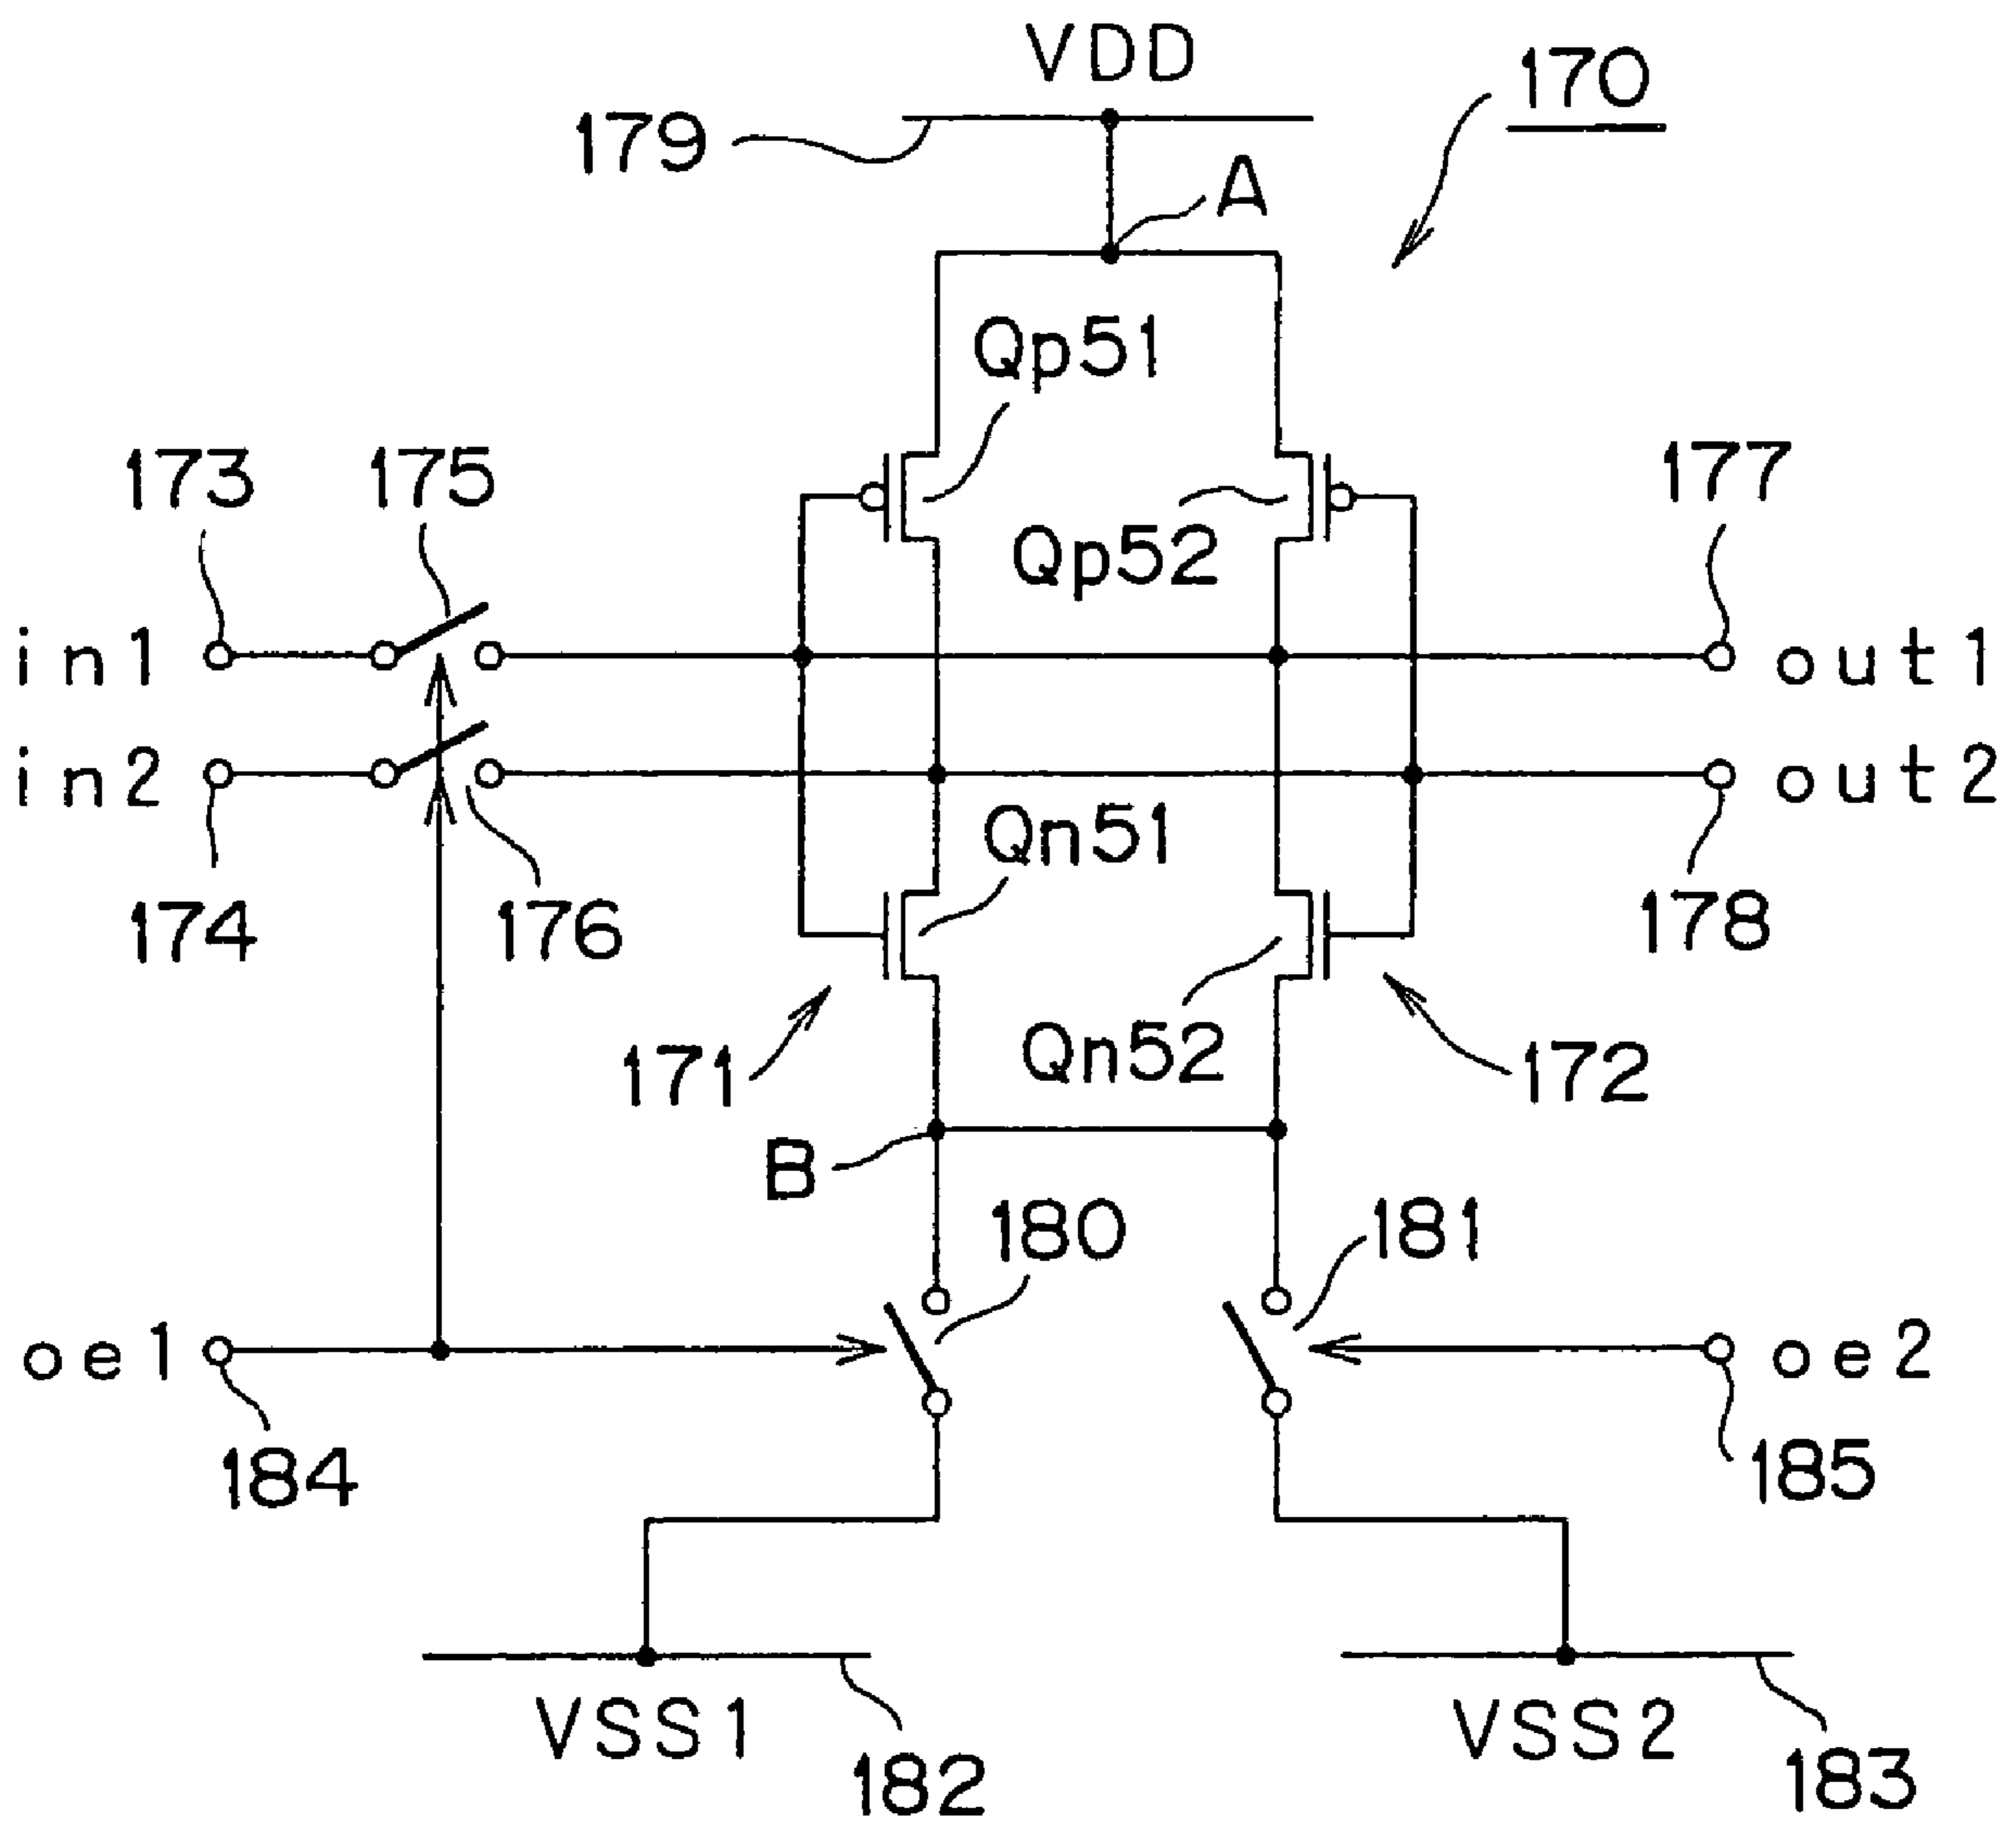 VDD
170
179
A
Qp51
173
175
177
Qp52
in1
out1
in2
out2
Qn51
174
176
178
Qn52
171
172
B
180
181
oe1
oe2
184
185
VSS1
VSS2
182
183